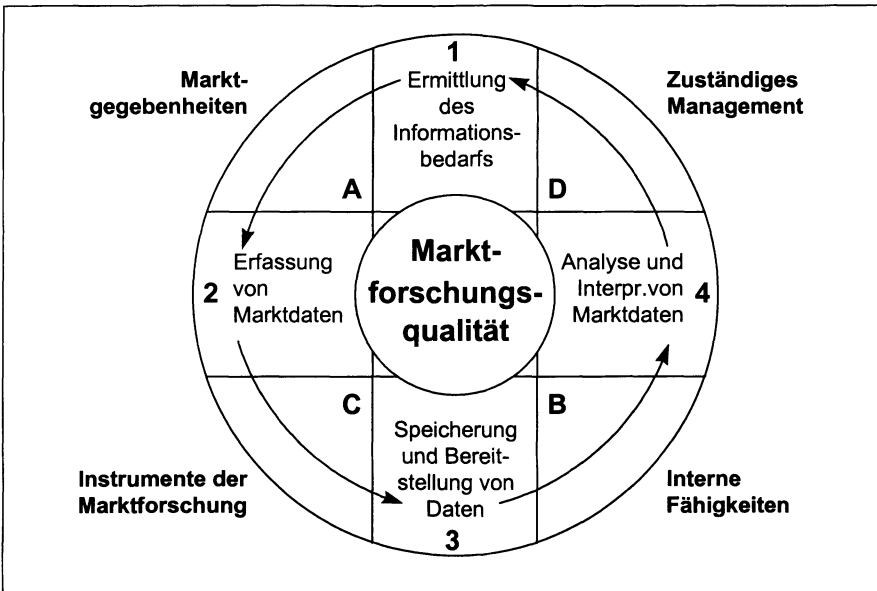 1
Markt-
gegebenheiten
Ermittlung
des
Informations-
bedarfs
Zuständiges
Management
A
D
2
Erfassung
von
Marktdaten
Markt-
forschungs-
qualität
Analyse und
Interpr.von
Marktdaten
4
C
B
Speicherung
und Bereit-
stellung von
Daten
3
Instrumente der
Marktforschung
Interne
Fähigkeiten